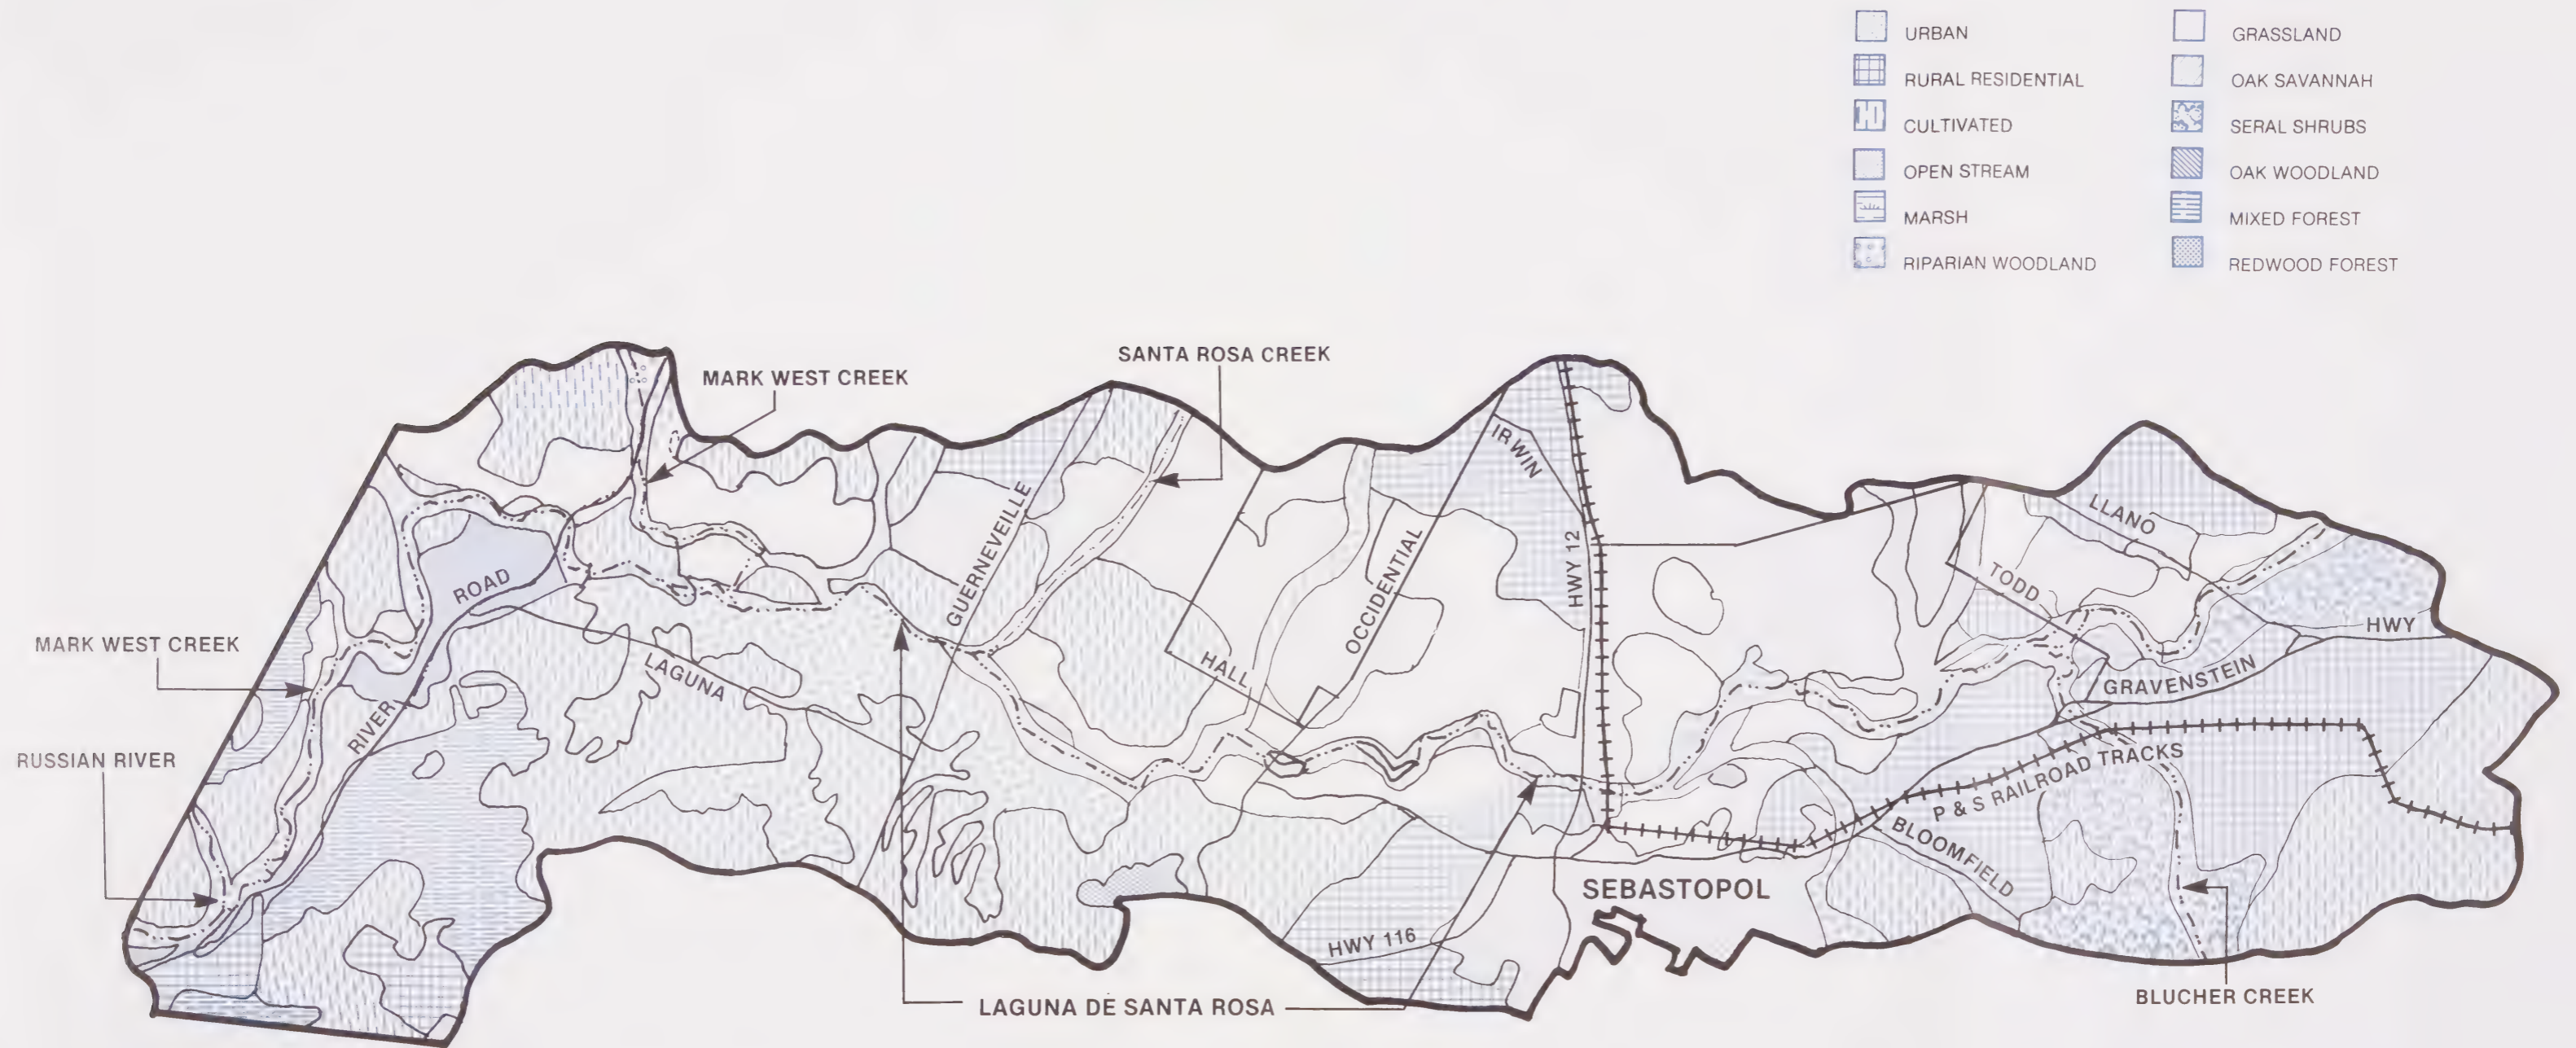 URBAN
RURAL RESIDENTIAL
CULTIVATED
OPEN STREAM
MARSH
RIPARIAN WOODLAND
GRASSLAND
OAK SAVANNAH
SERAL SHRUBS
OAK WOODLAND
MIXED FOREST
REDWOOD FOREST
SANTA ROSA CREEK
MARK WEST CREEK
IRWIN
GUERNEVEILLE
LLANO
HWY 12
OCCIDENTIAL
ROAD
TODD
HWY
MARK WEST CREEK
LAGUNA
HALL
GRAVENSTEIN
RIVER
RUSSIAN RIVER
P & S RAILROAD TRACKS
BLOOMFIELD
SEBASTOPOL
HWY 116
LAGUNA DE SANTA ROSA
BLUCHER CREEK